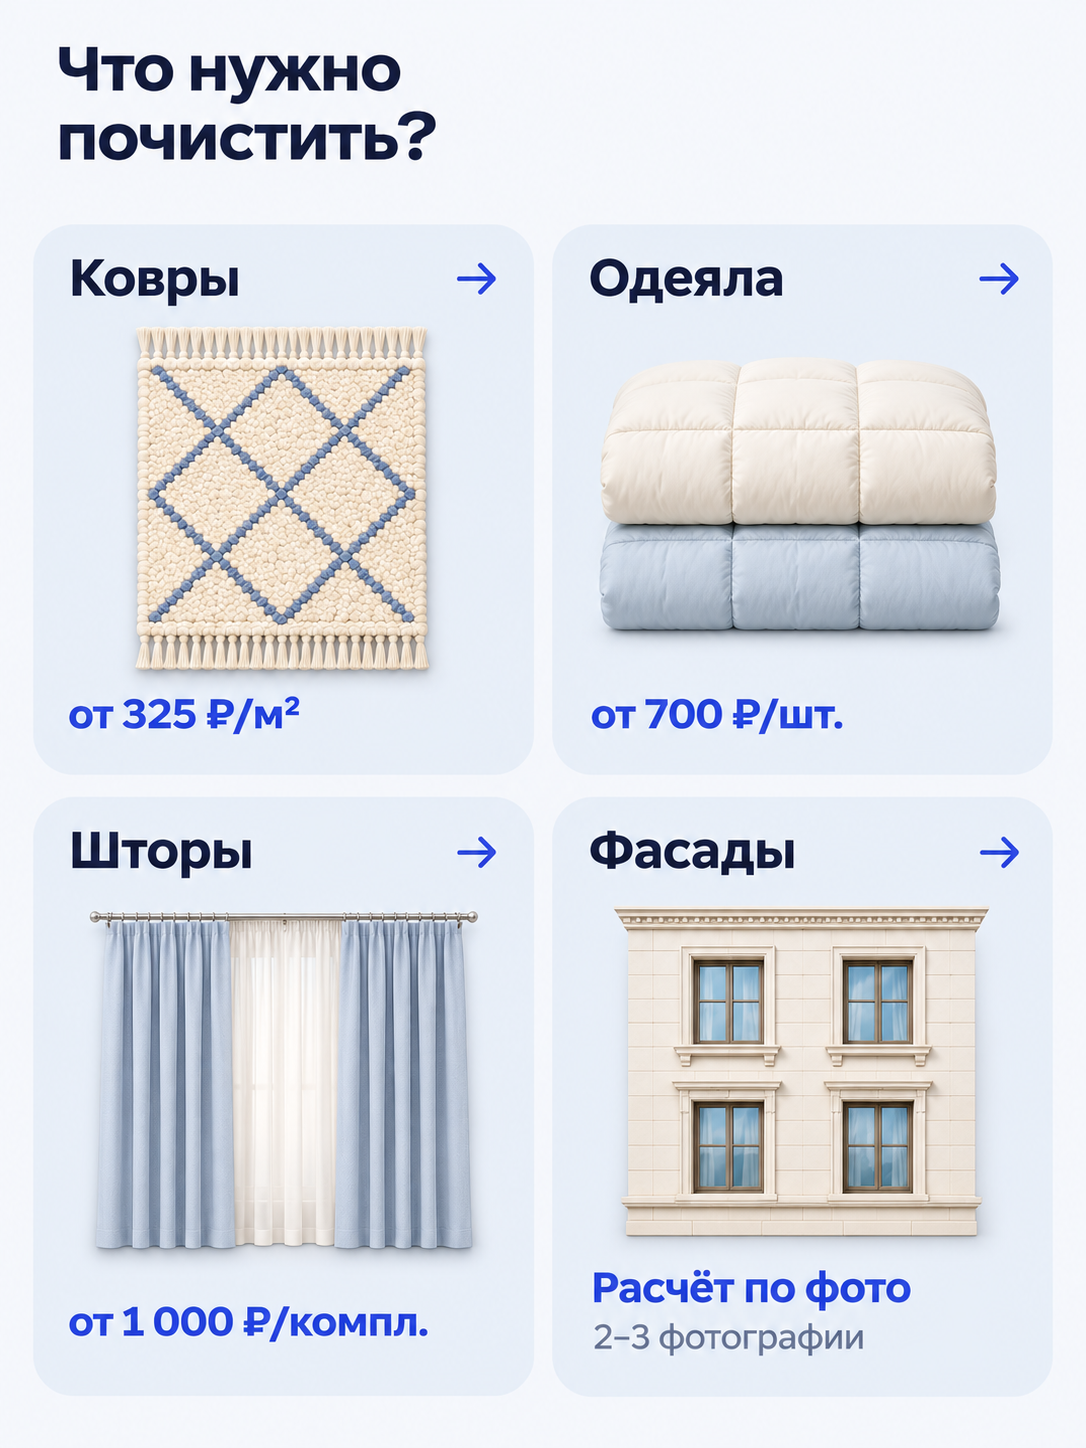 Что нужно
почистить?
Ковры
от 325 ₽/м²
Одеяла
от 700 ₽/шт.
Шторы
от 1 000 ₽/компл.
Фасады
Расчёт по фото
2–3 фотографии